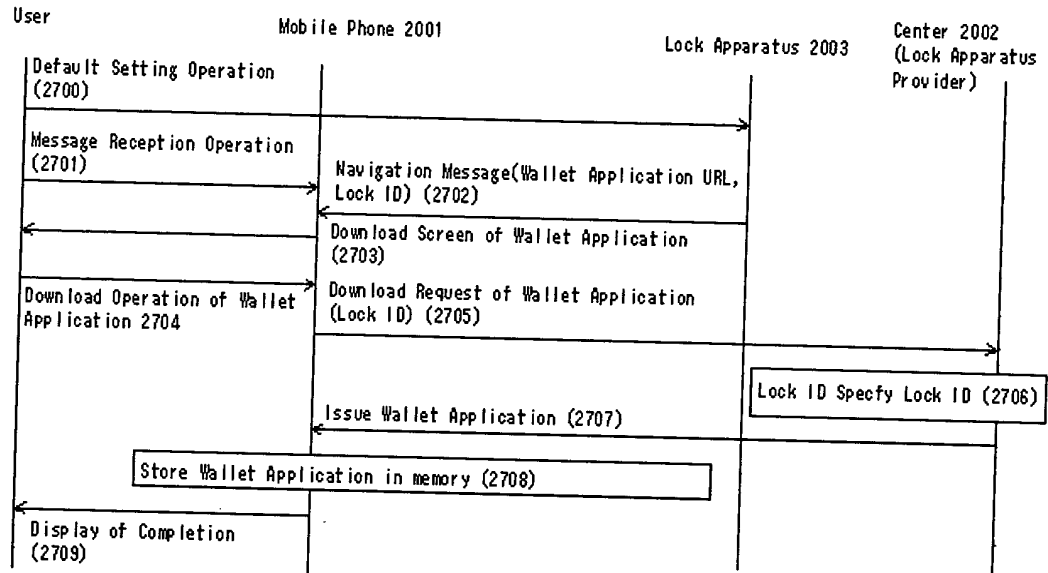 User
Mobile Phone 2001
Lock Apparatus 2003
Center 2002
(Lock Apparatus
Provider)
Default Setting Operation
(2700)
Message Reception Operation
(2701)
Navigation Message(Wallet Application URL,
Lock ID) (2702)
Download Screen of Wallet Application
(2703)
Download Operation of Wallet
Application 2704
Download Request of Wallet Application
(Lock ID) (2705)
Lock ID Specfy Lock ID (2706)
Issue Wallet Application (2707)
Store Wallet Application in memory (2708)
Display of Completion
(2709)